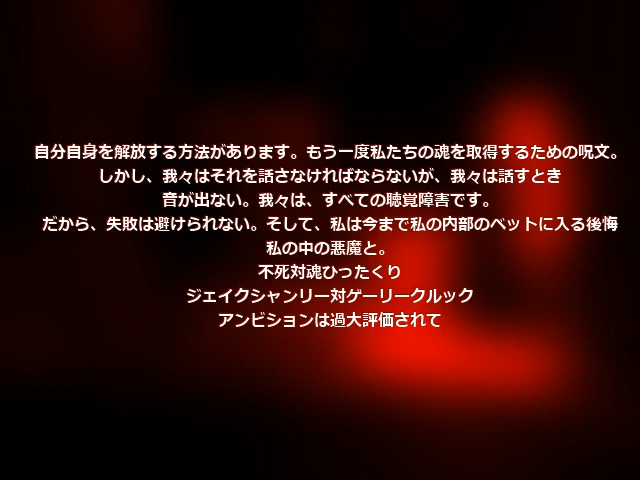 自分自身を解放する方法があります。もう一度私たちの魂を取得するための呪文。
しかし、我々はそれを話さなければならないが、我々は話すとき
音が出ない。我々は、すべての聴覚障害です。
だから、失敗は避けられない。そして、私は今まで私の内部のベットに入る後悔
私の中の悪魔と。
不死対魂ひったくり
ジェイクシャンリー対ゲーリークルック
アンビションは過大評価されて